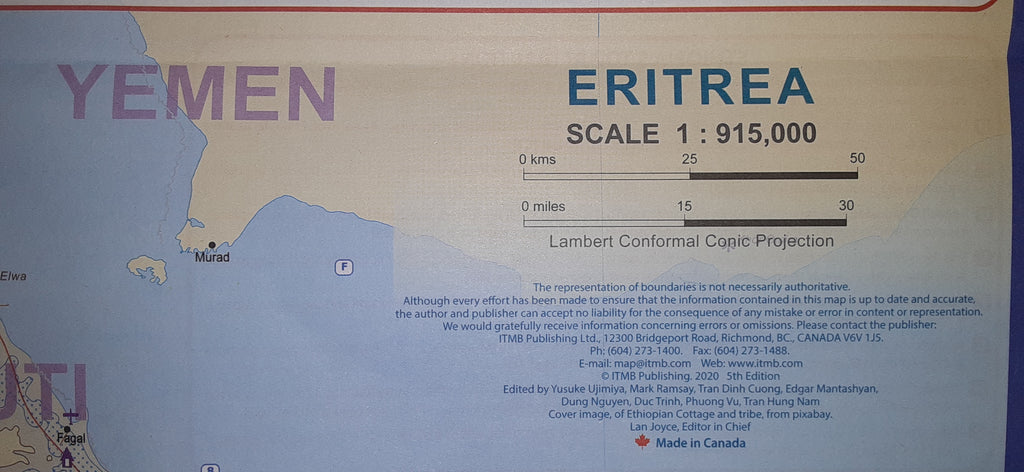 YEMEN
ERITREA
SCALE 1 : 915,000
0 kms 25 50
0 miles 15 30
Lambert Conformal Conic Projection
Murad
F
Elwa
The representation of boundaries is not necessarily authoritative.
Although every effort has been made to ensure that the information contained in this map is up to date and accurate,
the author and publisher can accept no liability for the consequence of any mistake or error in content or representation.
We would gratefully receive information concerning errors or omissions. Please contact the publisher:
ITMB Publishing Ltd., 12300 Bridgeport Road, Richmond, BC., CANADA V6V 1J5.
Ph: (604) 273-1400. Fax: (604) 273-1488.
E-mail: map@itmb.com Web: www.itmb.com
© ITMB Publishing. 2020 5th Edition
Edited by Yusuke Ujimiya, Mark Ramsay, Tran Dinh Cuong, Edgar Mantashyan,
Dung Nguyen, Duc Trinh, Phuong Vu, Tran Hung Nam
Cover image, of Ethiopian Cottage and tribe, from pixabay.
Lan Joyce, Editor in Chief
Made in Canada
UTI
Fagal